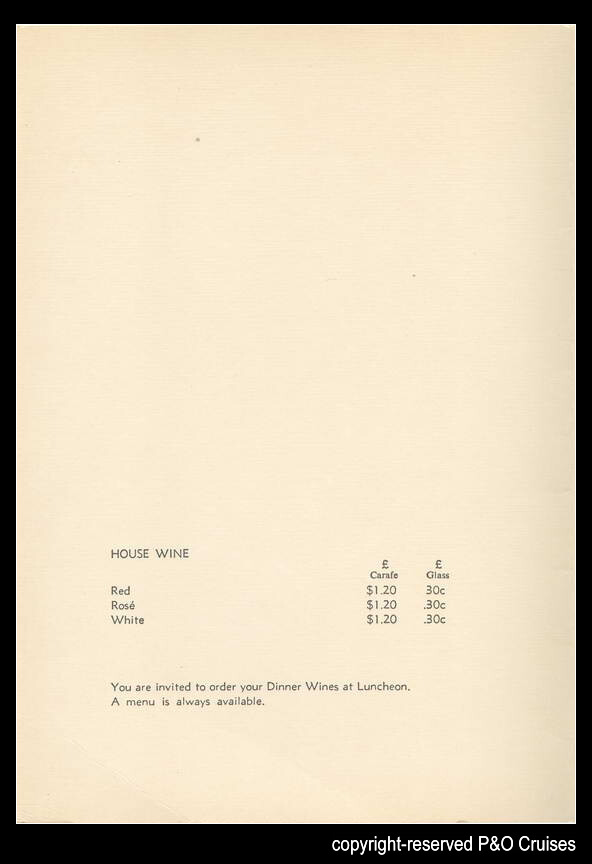 HOUSE WINE
£ £
Carafe Glass
Red $1.20 30c
Rosé $1.20 .30c
White $1.20 .30c
You are invited to order your Dinner Wines at Luncheon.
A menu is always available.
copyright-reserved P&O Cruises